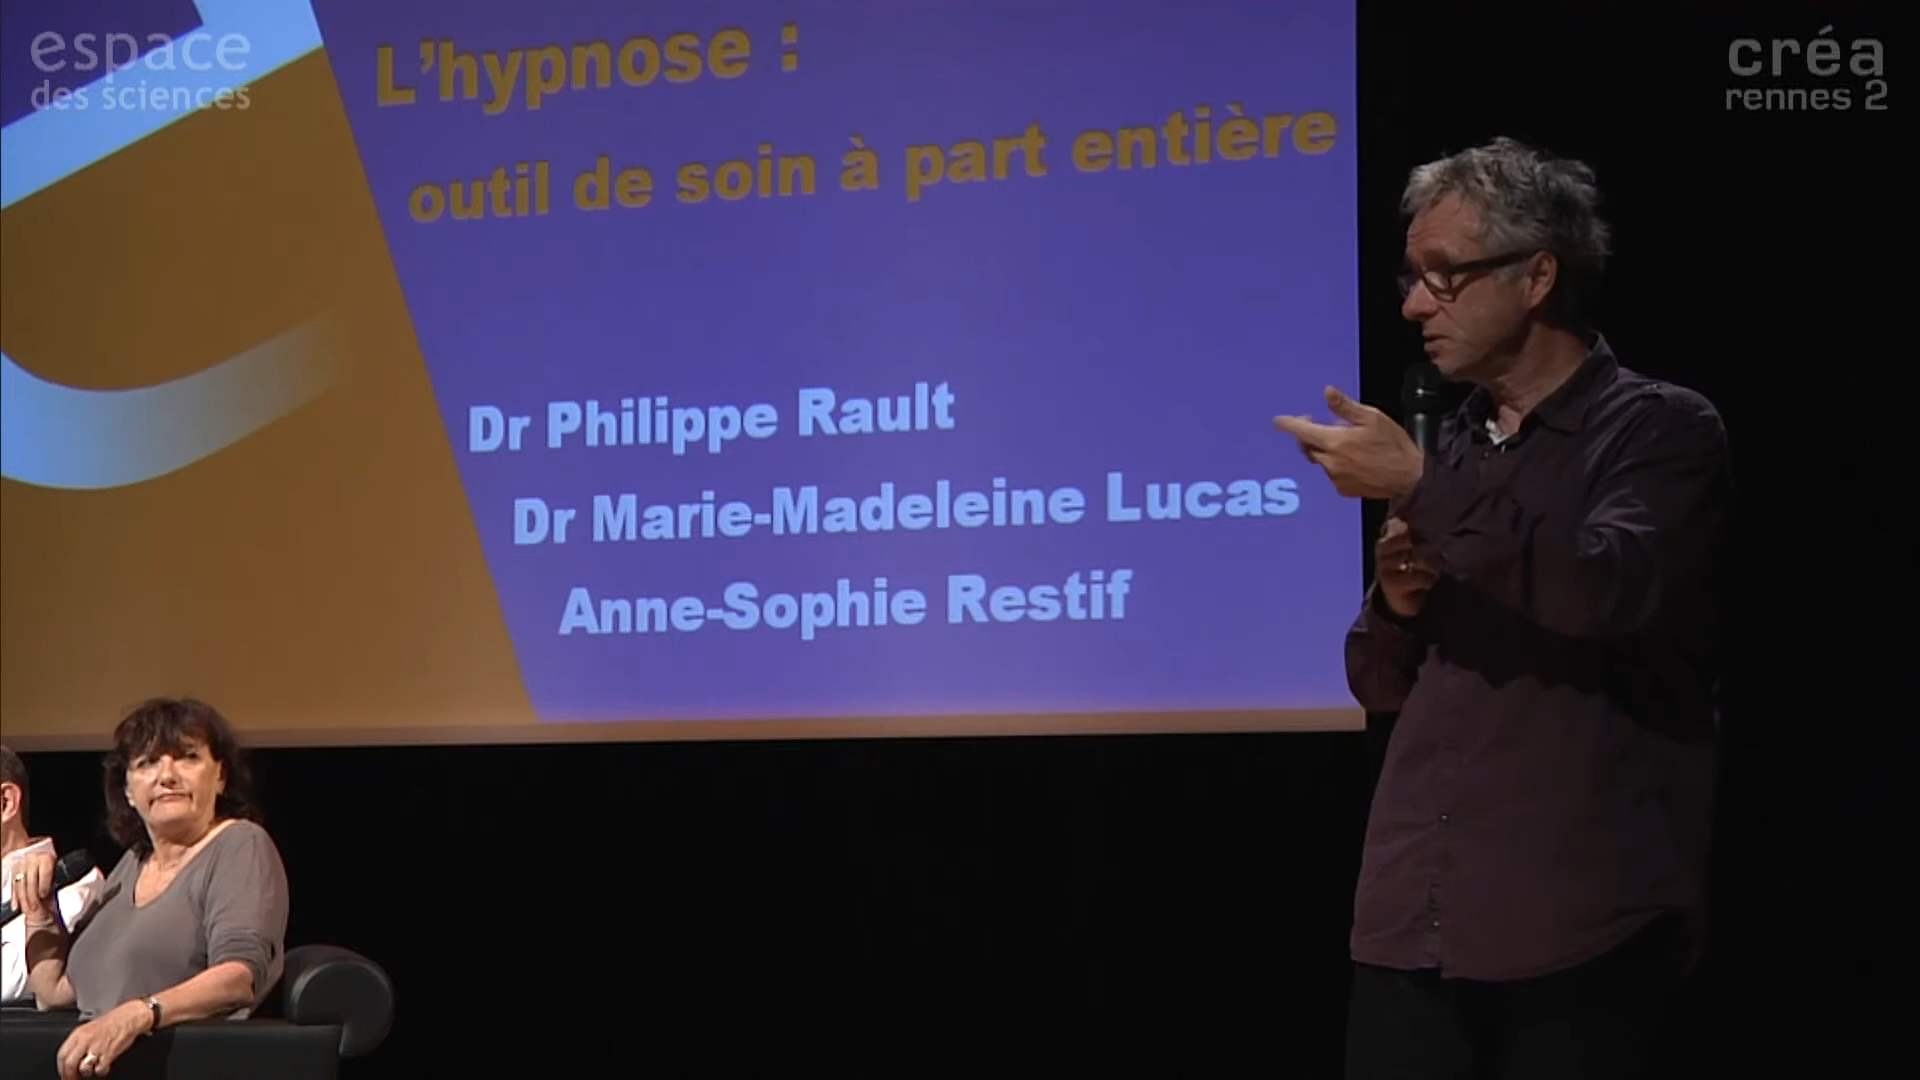 espace
des sciences
créa
rennes 2
L'hypnose :
outil de soin à part entière
Dr Philippe Rault
Dr Marie-Madeleine Lucas
Anne-Sophie Restif